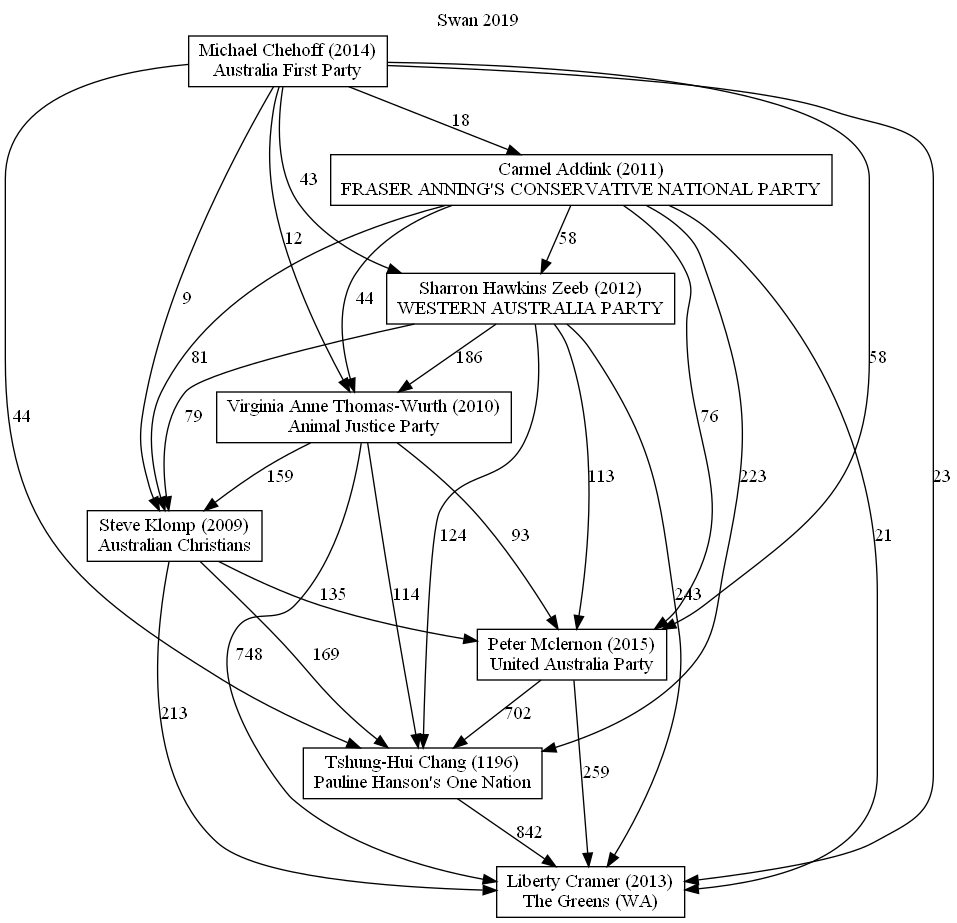 Swan 2019
Michael Chehoff (2014)
Australia First Party
18
Carmel Addink (2011)
FRASER ANNING'S CONSERVATIVE NATIONAL PARTY
43
12
58
Sharron Hawkins Zeeb (2012)
WESTERN AUSTRALIA PARTY
9
44
81
186
58
Virginia Anne Thomas-Wurth (2010)
Animal Justice Party
44
79
76
159
113
223
23
Steve Klomp (2009)
Australian Christians
124
93
21
135
114
243
Peter Mclernon (2015)
United Australia Party
748
169
213
702
Tshung-Hui Chang (1196)
Pauline Hanson's One Nation
259
842
Liberty Cramer (2013)
The Greens (WA)